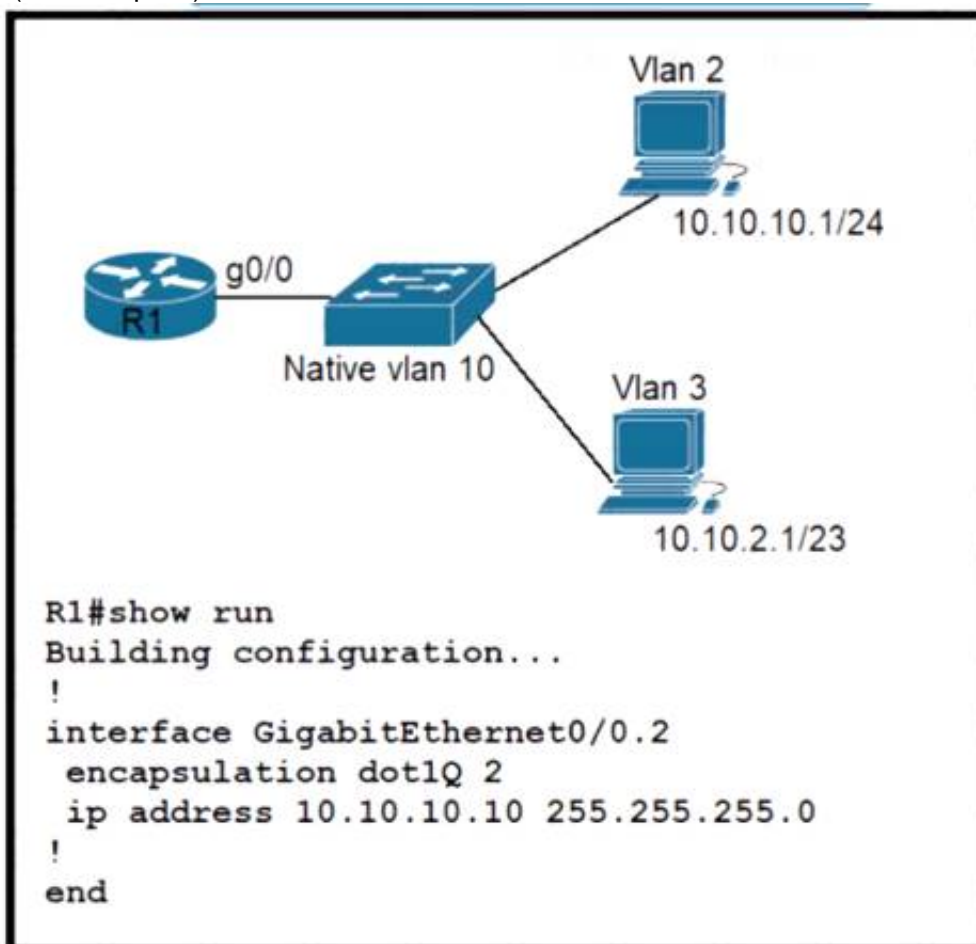 Vlan 2
10.10.10.1/24
g0/0
R1
Native vlan 10
Vlan 3
10.10.2.1/23
R1#show run
Building configuration...
!
interface GigabitEthernet0/0.2
encapsulation dot1Q 2
ip address 10.10.10.10 255.255.255.0
!
end